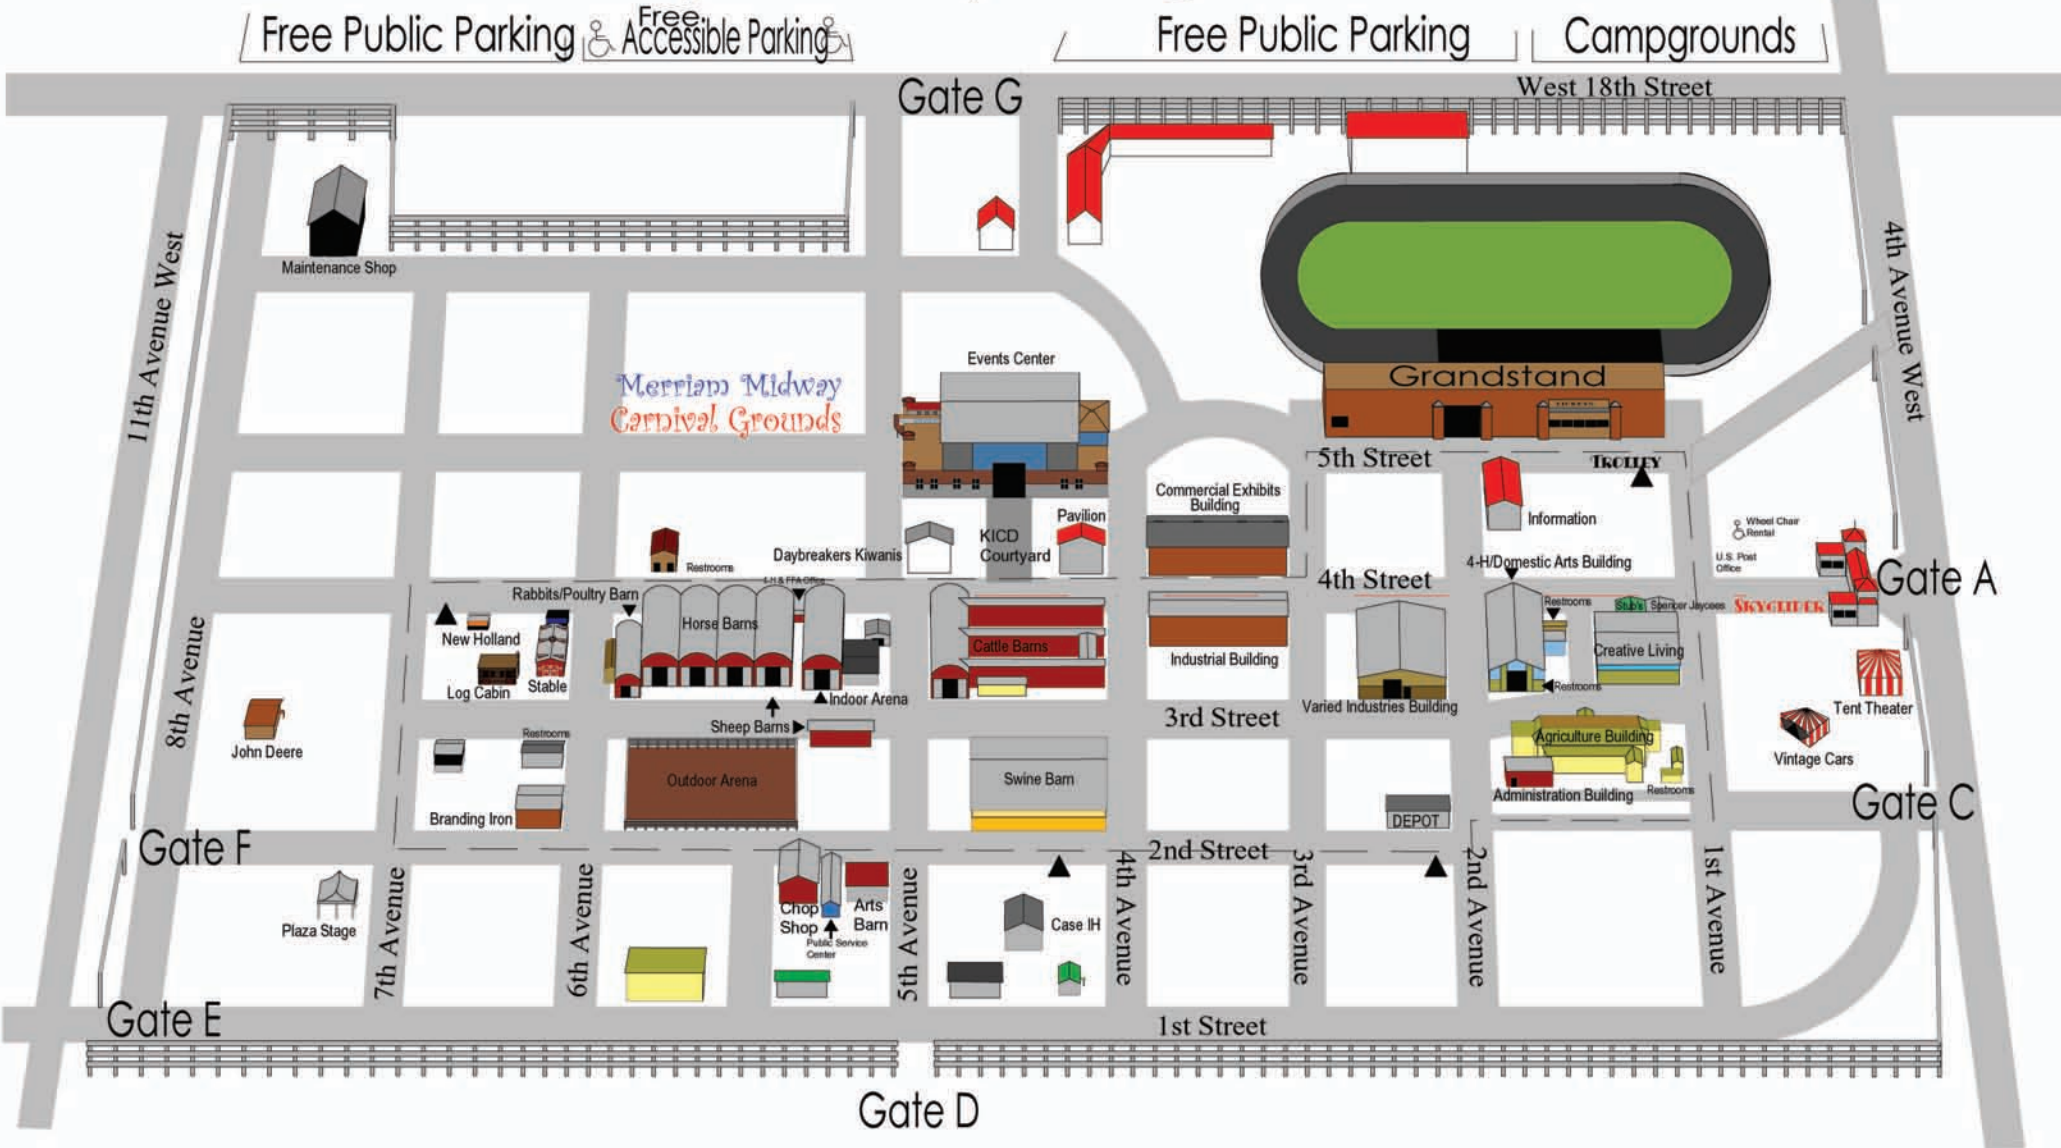 Free Public Parking
Free
Accessible Parking
Free Public Parking
Campgrounds
West 18th Street
Gate G
Maintenance Shop
11th Avenue West
4th Avenue West
Merriam Midway
Carnival Grounds
Events Center
Grandstand
TICKETS
5th Street
TROLLEY
Commercial Exhibits
Building
Information
Pavilion
KICD
Courtyard
Daybreakers Kiwanis
Restrooms
Wheel Chair
Rental
U.S. Post
Office
4-H/Domestic Arts Building
4th Street
Gate A
4-H & FFA Office
Rabbits/Poultry Barn
Horse Barns
New Holland
Log Cabin
Stable
Cattle Barns
Indoor Arena
Industrial Building
Varied Industries Building
Restrooms
Stub's
Spencer Jaycees
SKYGLIDER
Creative Living
Restrooms
8th Avenue
John Deere
Sheep Barns
3rd Street
Tent Theater
Vintage Cars
Agriculture Building
Restrooms
Outdoor Arena
Swine Barn
Administration Building
Restrooms
Gate C
Branding Iron
DEPOT
Gate F
2nd Street
Plaza Stage
7th Avenue
6th Avenue
Chop
Shop
Arts
Barn
Public Service
Center
5th Avenue
Case IH
4th Avenue
3rd Avenue
2nd Avenue
1st Avenue
Gate E
1st Street
Gate D